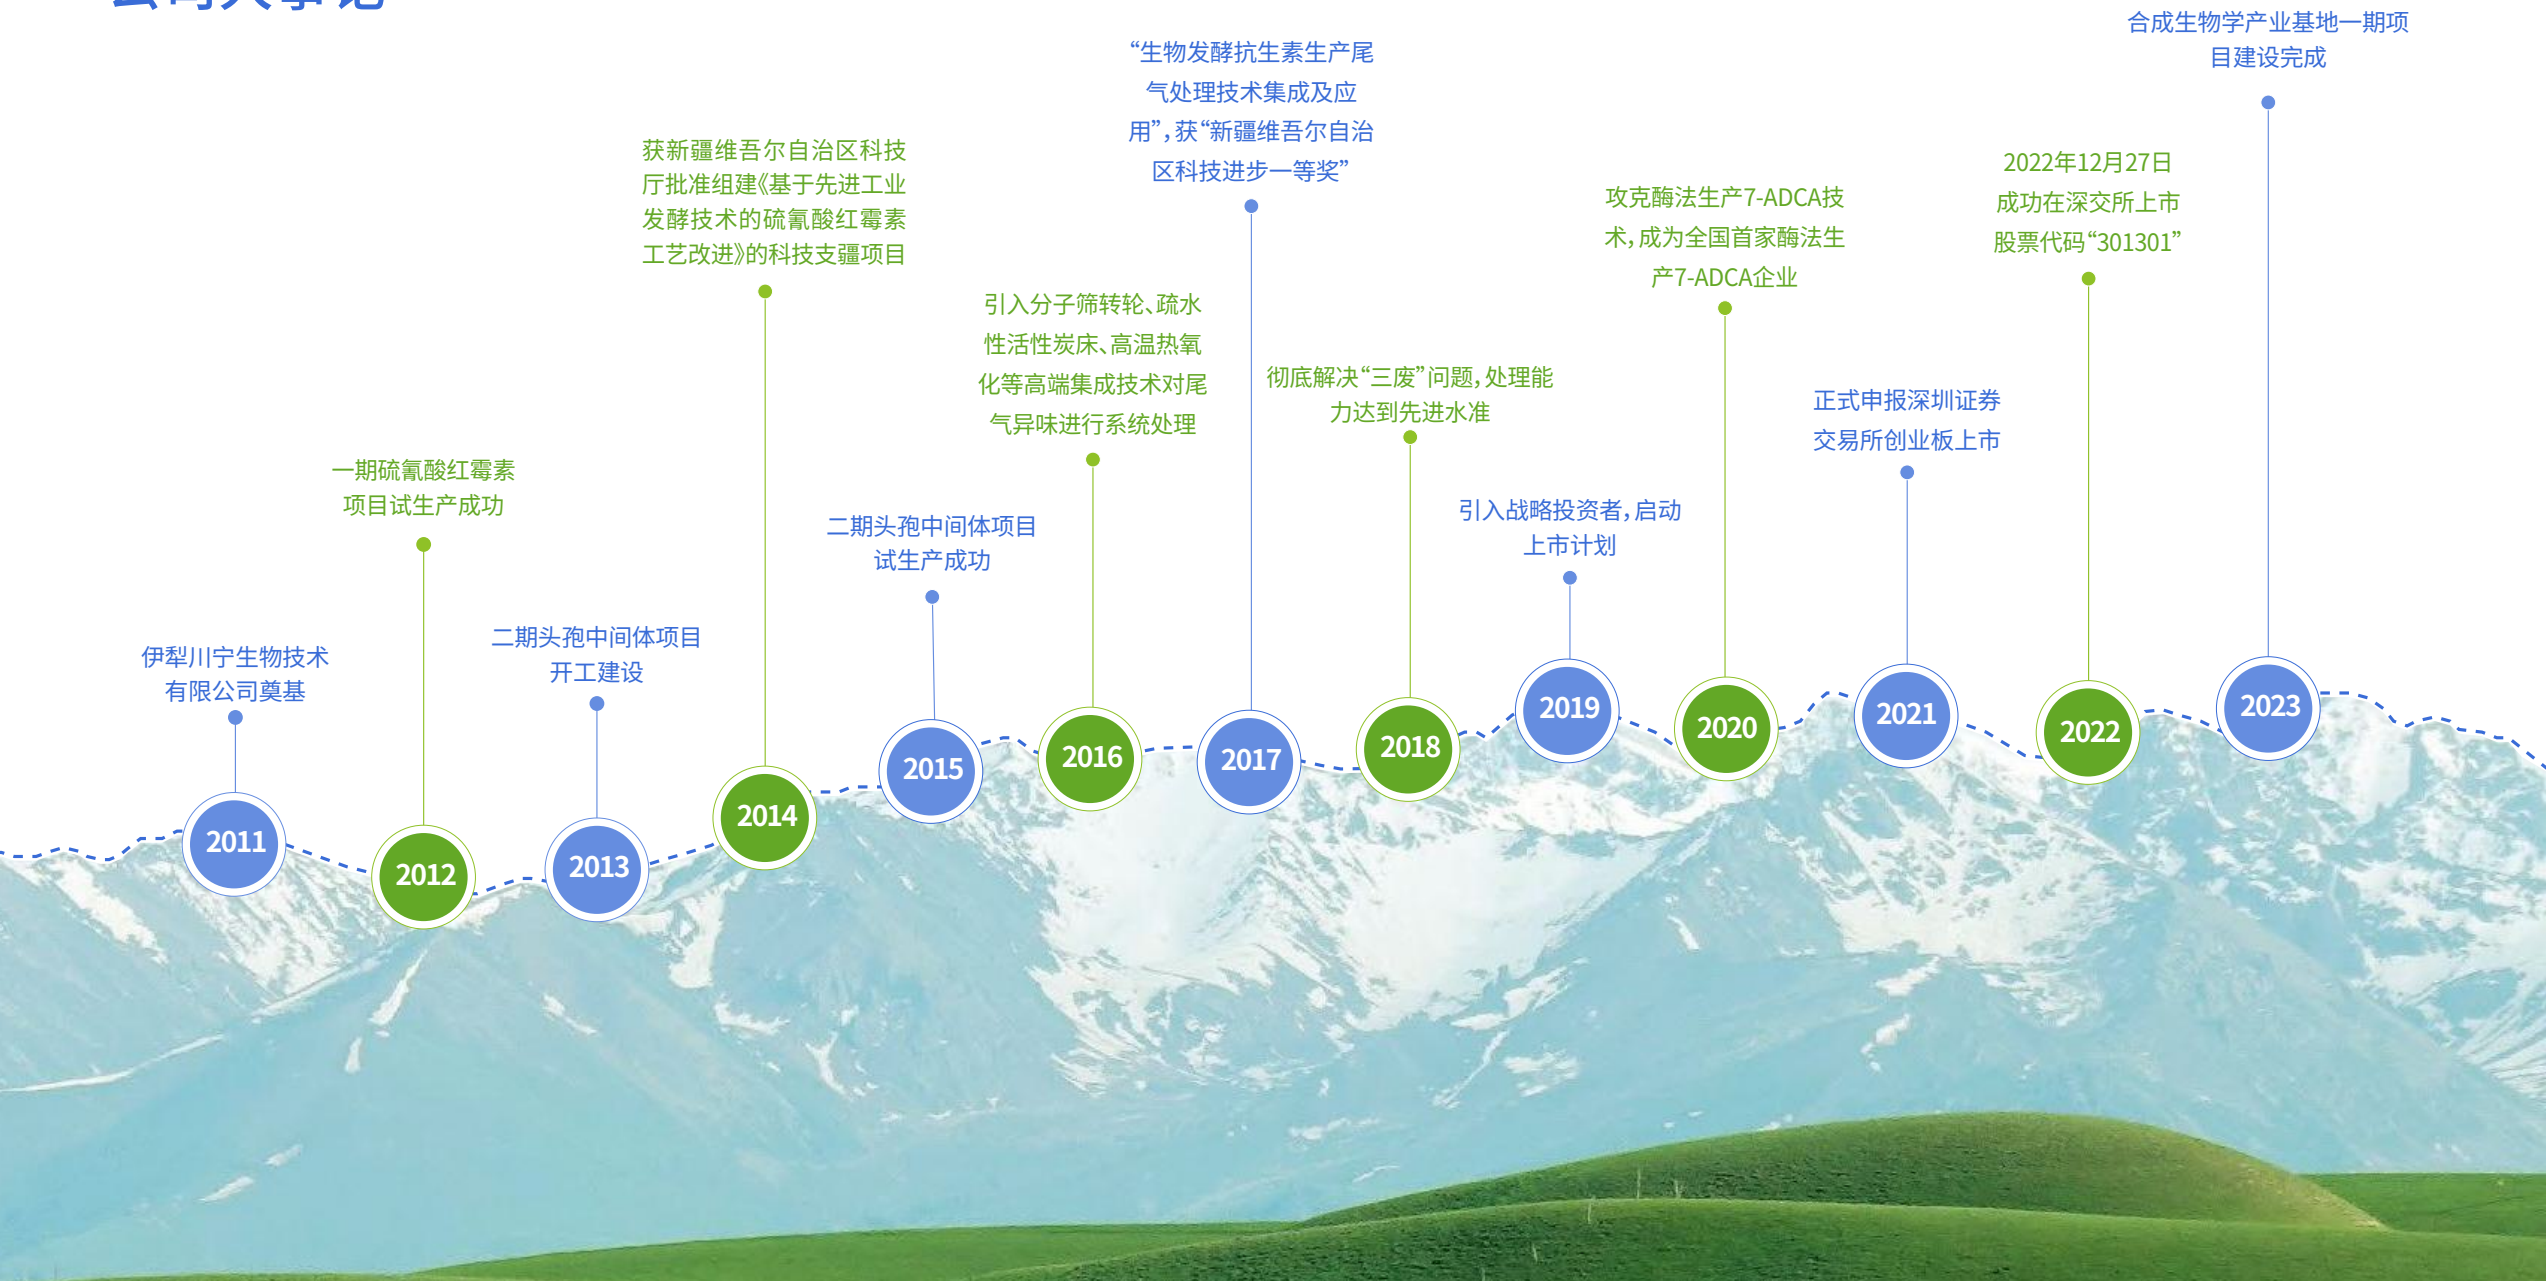 公司大事记
伊犁川宁生物技术
有限公司奠基
2011
一期硫氰酸红霉素
项目试生产成功
2012
二期头孢中间体项目
开工建设
2013
获新疆维吾尔自治区科技
厅批准组建《基于先进工业
发酵技术的硫氰酸红霉素
工艺改进》的科技支疆项目
2014
二期头孢中间体项目
试生产成功
2015
引入分子筛转轮、疏水
性活性炭床、高温热氧
化等高端集成技术对尾
气异味进行系统处理
2016
“生物发酵抗生素生产尾
气处理技术集成及应
用”，获“新疆维吾尔自治
区科技进步一等奖”
2017
彻底解决“三废”问题，处理能
力达到先进水准
2018
引入战略投资者，启动
上市计划
2019
攻克酶法生产7-ADCA技
术，成为全国首家酶法生
产7-ADCA企业
2020
正式申报深圳证券
交易所创业板上市
2021
2022年12月27日
成功在深交所上市
股票代码“301301”
2022
合成生物学产业基地一期项
目建设完成
2023